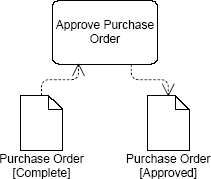 Approve Purchase
Order
Purchase Order
[Complete]
Purchase Order
[Approved]